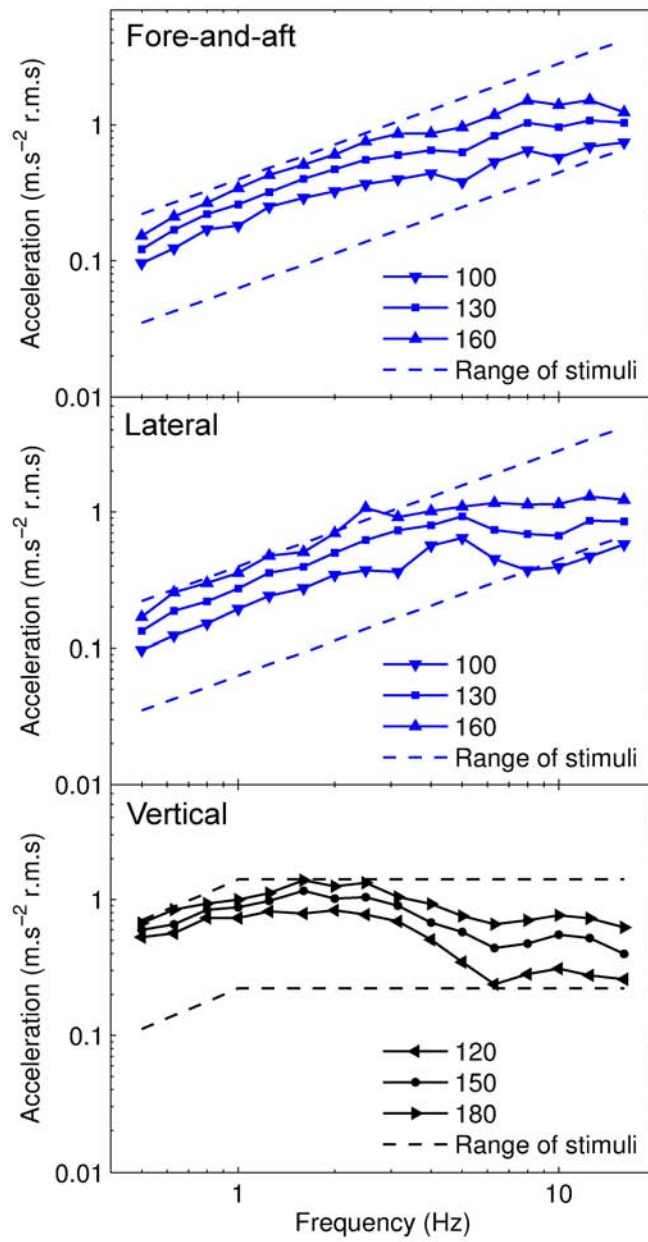 Fore-and-aft
Acceleration (m.s⁻² r.m.s)
1
0.1
0.01
100
130
160
Range of stimuli
Lateral
Acceleration (m.s⁻² r.m.s)
1
0.1
0.01
100
130
160
Range of stimuli
Vertical
Acceleration (m.s⁻² r.m.s)
1
0.1
0.01
120
150
180
Range of stimuli
1 10
Frequency (Hz)